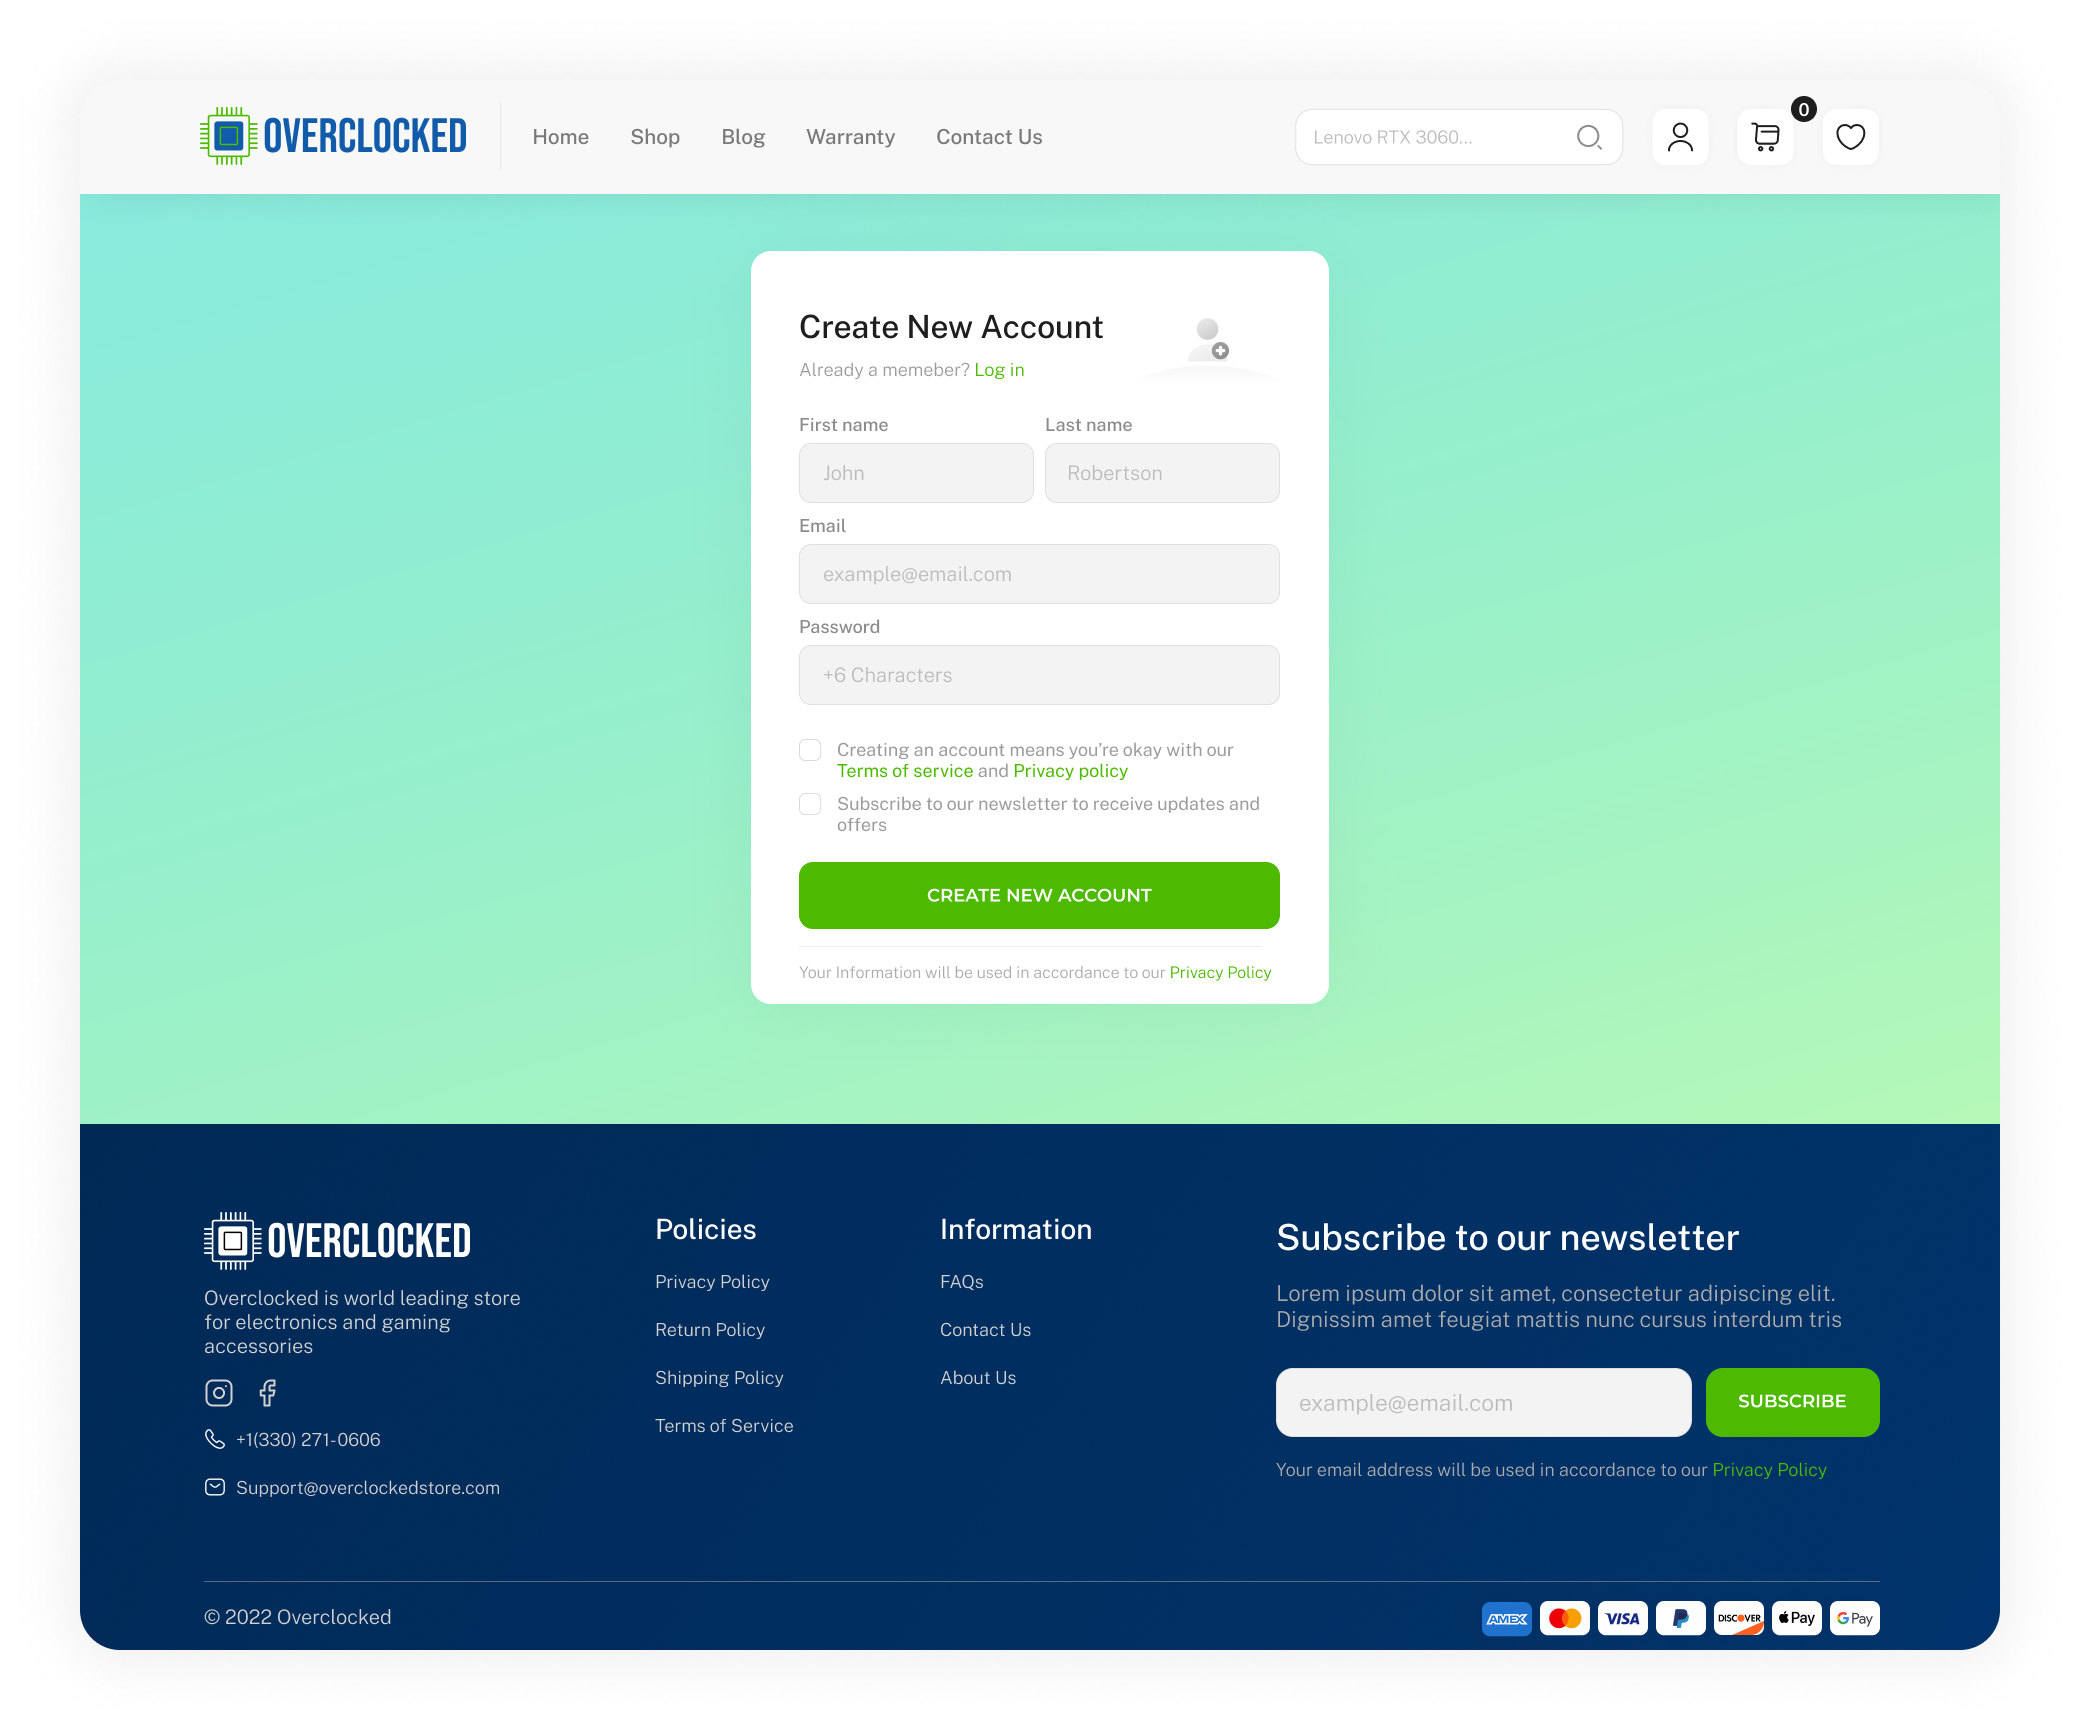 OVERCLOCKED
Home Shop Blog Warranty Contact Us
Lenovo RTX 3060...
0
Create New Account
Already a memeber? Log in
First name Last name
John Robertson
Email
example@email.com
Password
+6 Characters
Creating an account means you’re okay with our
Terms of service and Privacy policy
Subscribe to our newsletter to receive updates and
offers
CREATE NEW ACCOUNT
Your Information will be used in accordance to our Privacy Policy
OVERCLOCKED
Overclocked is world leading store
for electronics and gaming
accessories
+1(330) 271-0606
Support@overclockedstore.com
Policies
Privacy Policy
Return Policy
Shipping Policy
Terms of Service
Information
FAQs
Contact Us
About Us
Subscribe to our newsletter
Lorem ipsum dolor sit amet, consectetur adipiscing elit.
Dignissim amet feugiat mattis nunc cursus interdum tris
example@email.com
SUBSCRIBE
Your email address will be used in accordance to our Privacy Policy
© 2022 Overclocked
AMEX VISA DISCOVER Pay G Pay